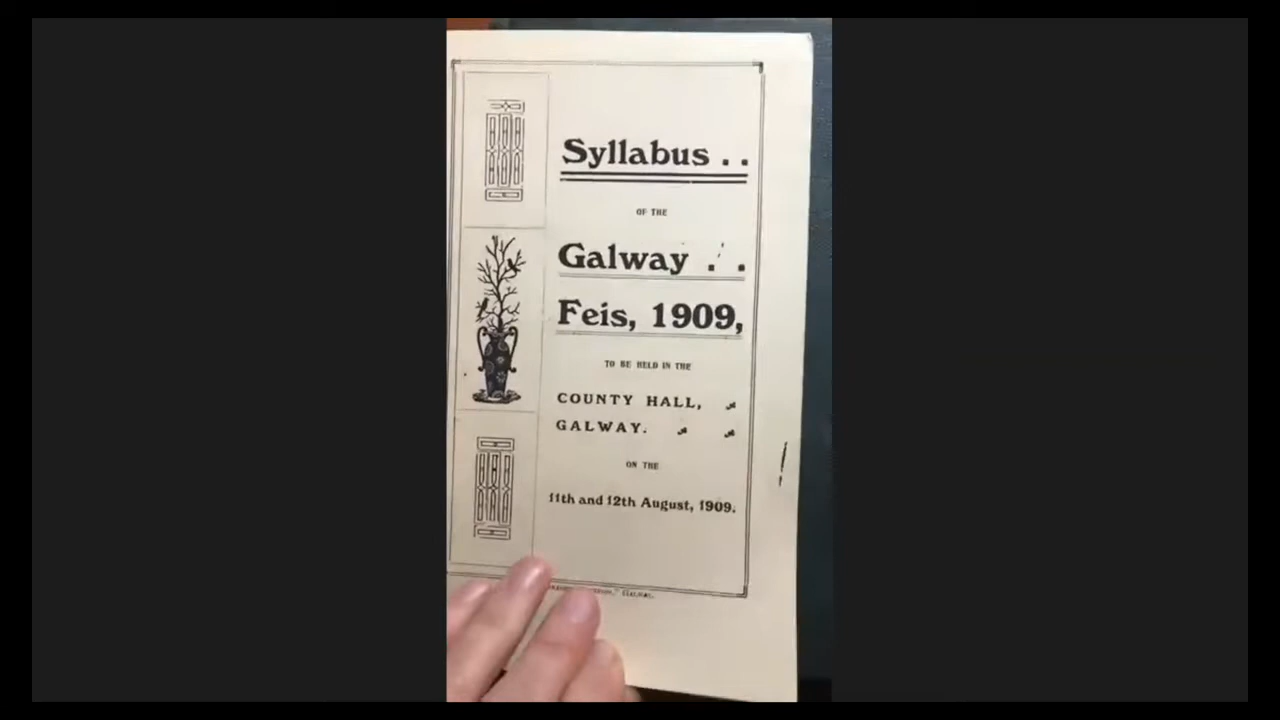 Syllabus . .
OF THE
Galway . .
Feis, 1909,
TO BE HELD IN THE
COUNTY HALL,
GALWAY.
ON THE
11th and 12th August, 1909.
GALWAY.